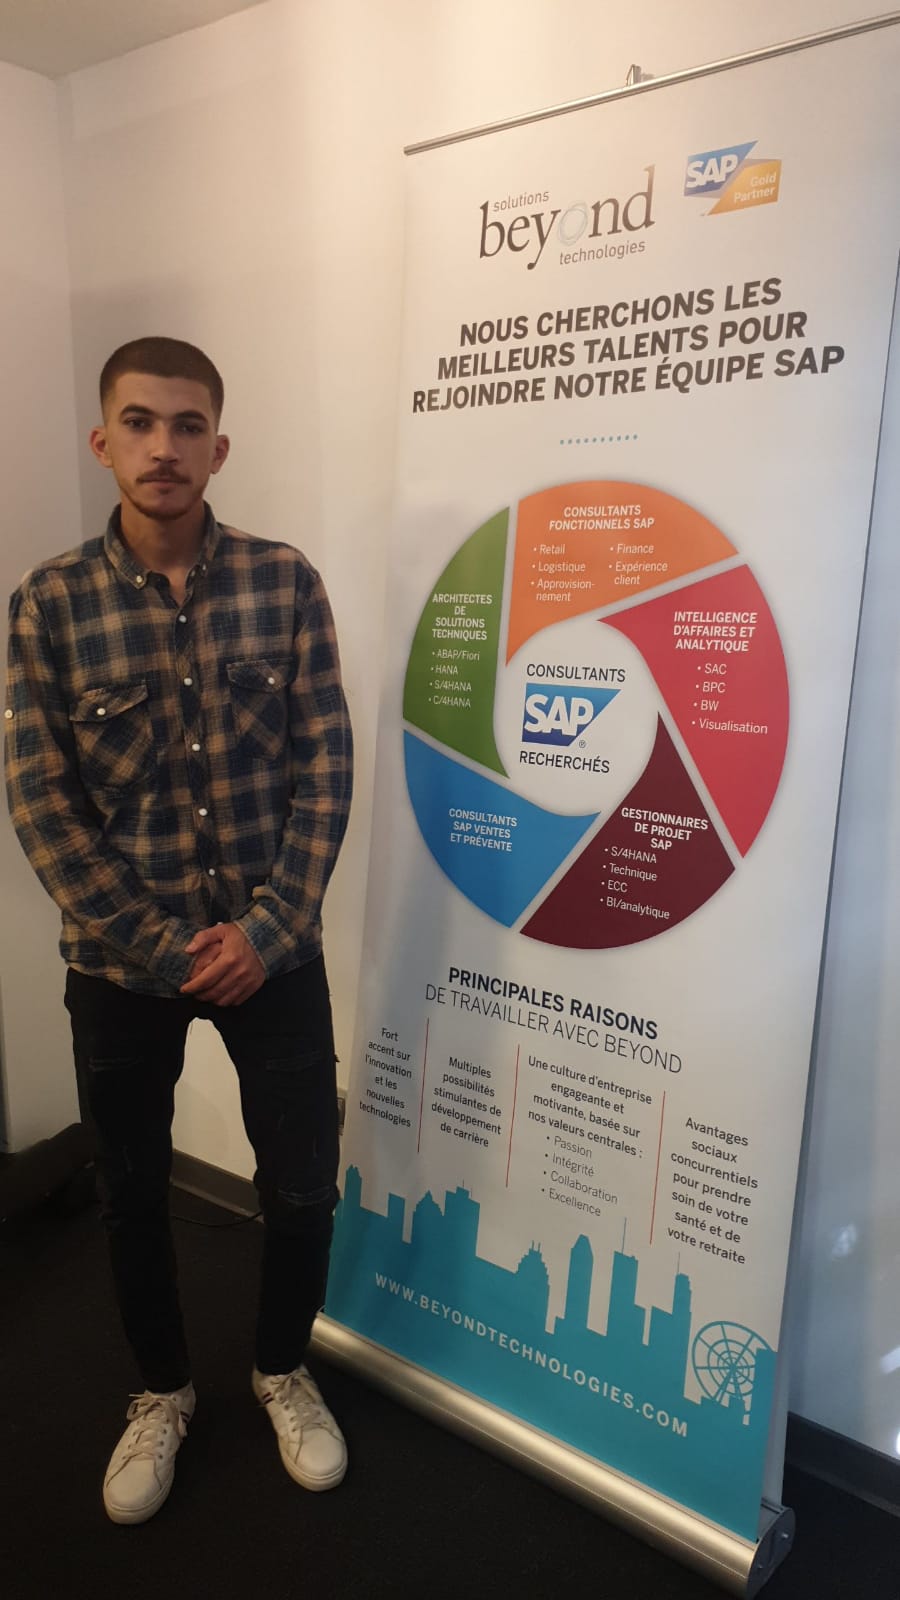 solutions
beyond
technologies
SAP
Gold
Partner
NOUS CHERCHONS LES
MEILLEURS TALENTS POUR
REJOINDRE NOTRE ÉQUIPE SAP
CONSULTANTS
FONCTIONNELS SAP
• Retail
• Logistique
• Approvision-
nement
• Finance
• Expérience
client
ARCHITECTES
DE
SOLUTIONS
TECHNIQUES
• ABAP/Fiori
• HANA
• S/4HANA
• C/4HANA
INTELLIGENCE
D'AFFAIRES ET
ANALYTIQUE
• SAC
• BPC
• BW
• Visualisation
CONSULTANTS
SAP
®
RECHERCHÉS
CONSULTANTS
SAP VENTES
ET PRÉVENTE
GESTIONNAIRES
DE PROJET
SAP
• S/4HANA
• Technique
• ECC
• BI/analytique
PRINCIPALES RAISONS
DE TRAVAILLER AVEC BEYOND
Fort
accent sur
l'innovation
et les
nouvelles
technologies
Multiples
possibilités
stimulantes de
développement
de carrière
Une culture d'entreprise
engageante et
motivante, basée sur
nos valeurs centrales :
• Passion
• Intégrité
• Collaboration
• Excellence
Avantages
sociaux
concurrentiels
pour prendre
soin de votre
santé et de
votre retraite
WWW.BEYONDTECHNOLOGIES.COM